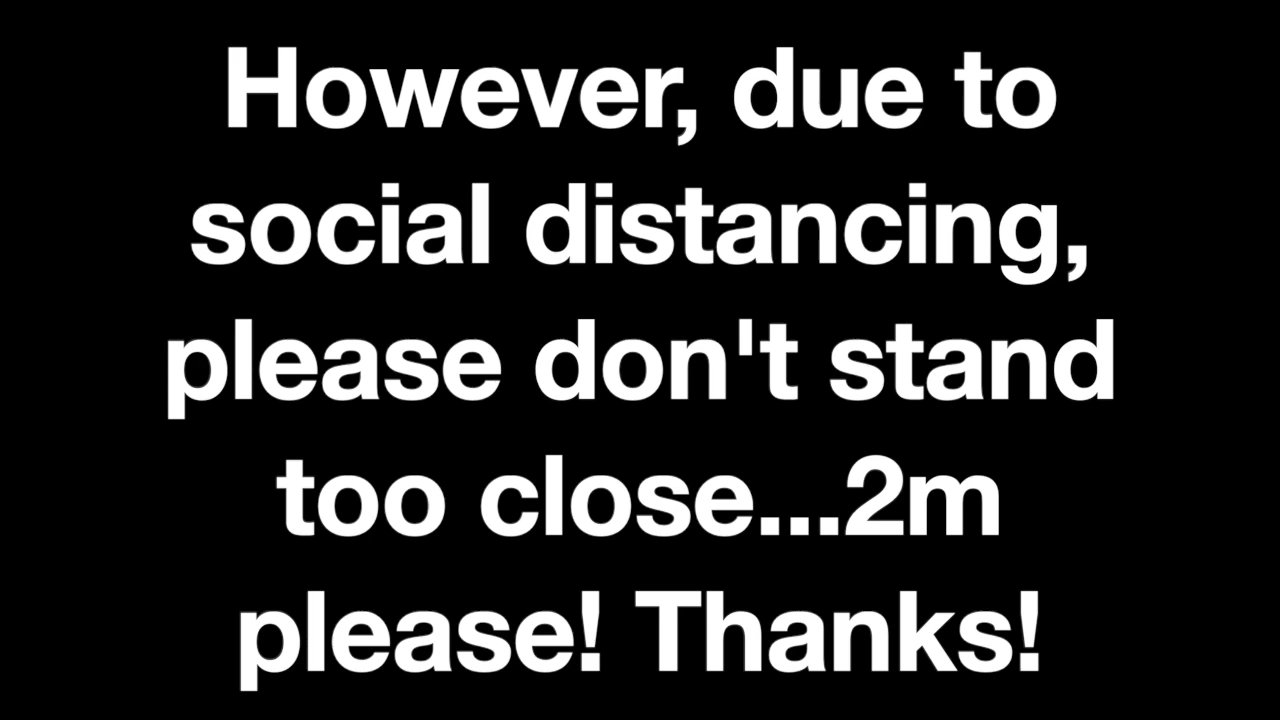 However, due to
social distancing,
please don't stand
too close...2m
please! Thanks!